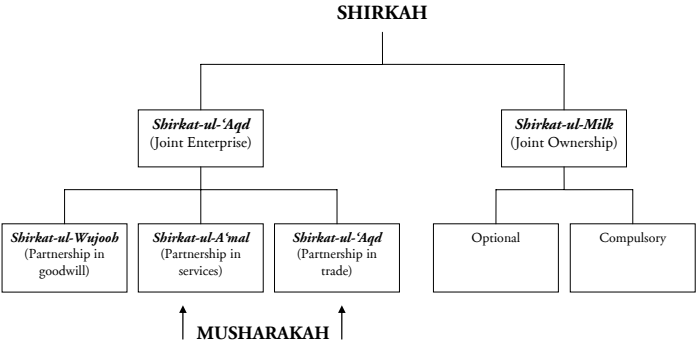 SHIRKAH
Shirkat-ul-‘Aqd
(Joint Enterprise)
Shirkat-ul-Milk
(Joint Ownership)
Shirkat-ul-Wujooh
(Partnership in
goodwill)
Shirkat-ul-A‘mal
(Partnership in
services)
Shirkat-ul-‘Aqd
(Partnership in
trade)
Optional
Compulsory
MUSHARAKAH